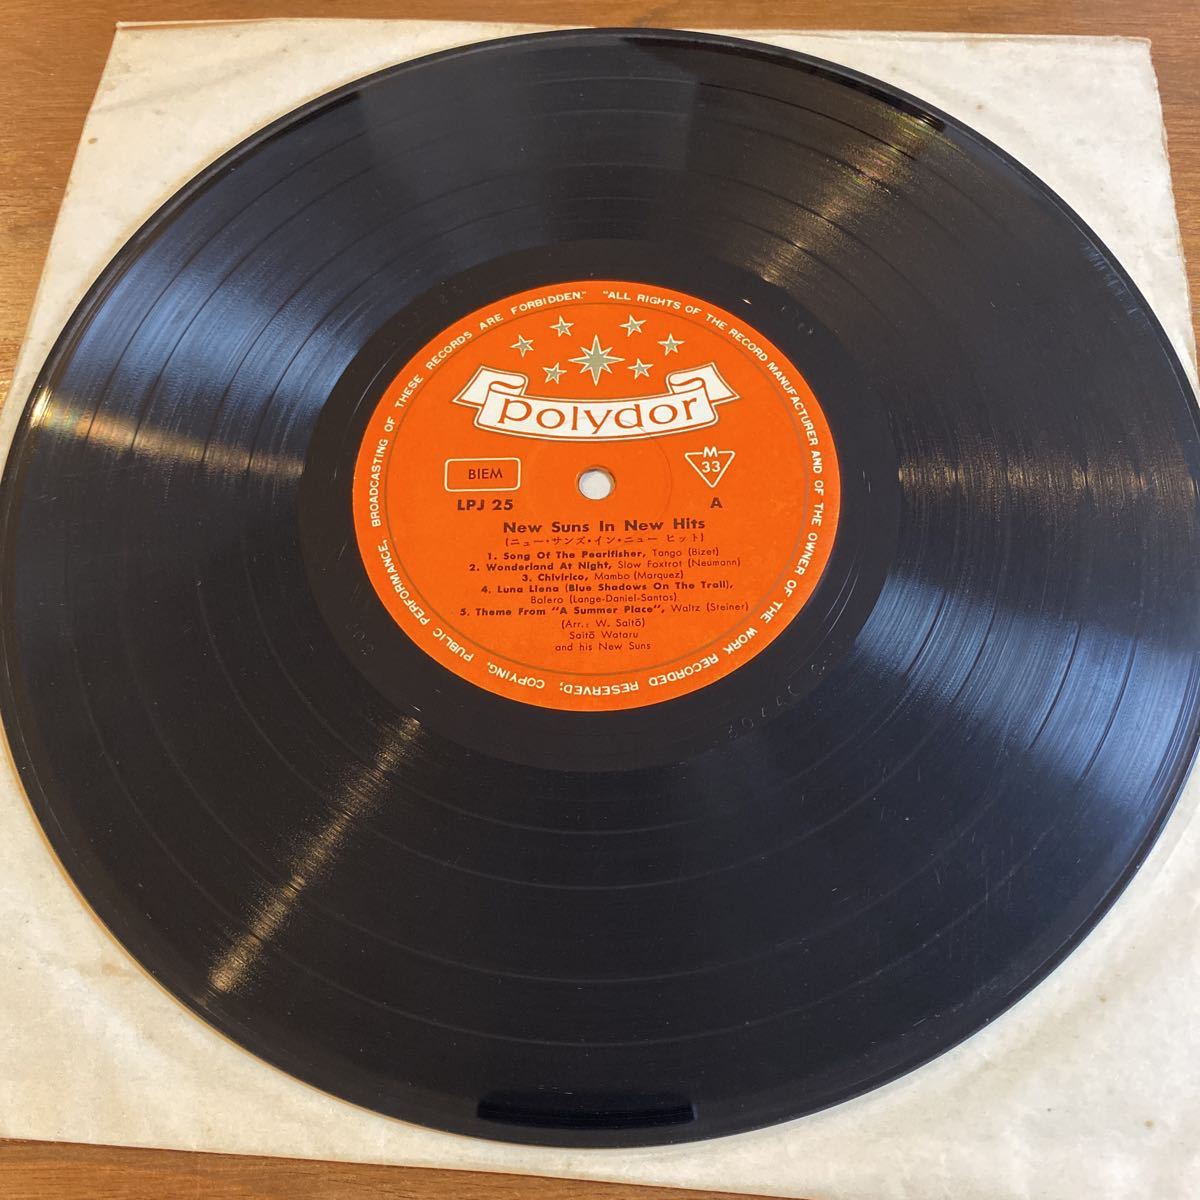 "ALL RIGHTS OF THE RECORD MANUFACTURER AND OF THE OWNER OF THE WORK RECORDED RESERVED; COPYING, PUBLIC PERFORMANCE, BROADCASTING OF THESE RECORDS ARE FORBIDDEN."
polydor
BIEM
M
33
LPJ 25
A
New Suns In New Hits
(ニュー・サンズ・イン・ニュー ヒット)
1. Song Of The Pearlfisher, Tango (Bizet)
2. Wonderland At Night, Slow Foxtrot (Neumann)
3. Chivirico, Mambo (Marquez)
4. Luna Llena (Blue Shadows On The Trail),
Bolero (Lange-Daniel-Santos)
5. Theme From "A Summer Place", Waltz (Steiner)
(Arr.: W. Saitō)
Saitō Wataru
and his New Suns